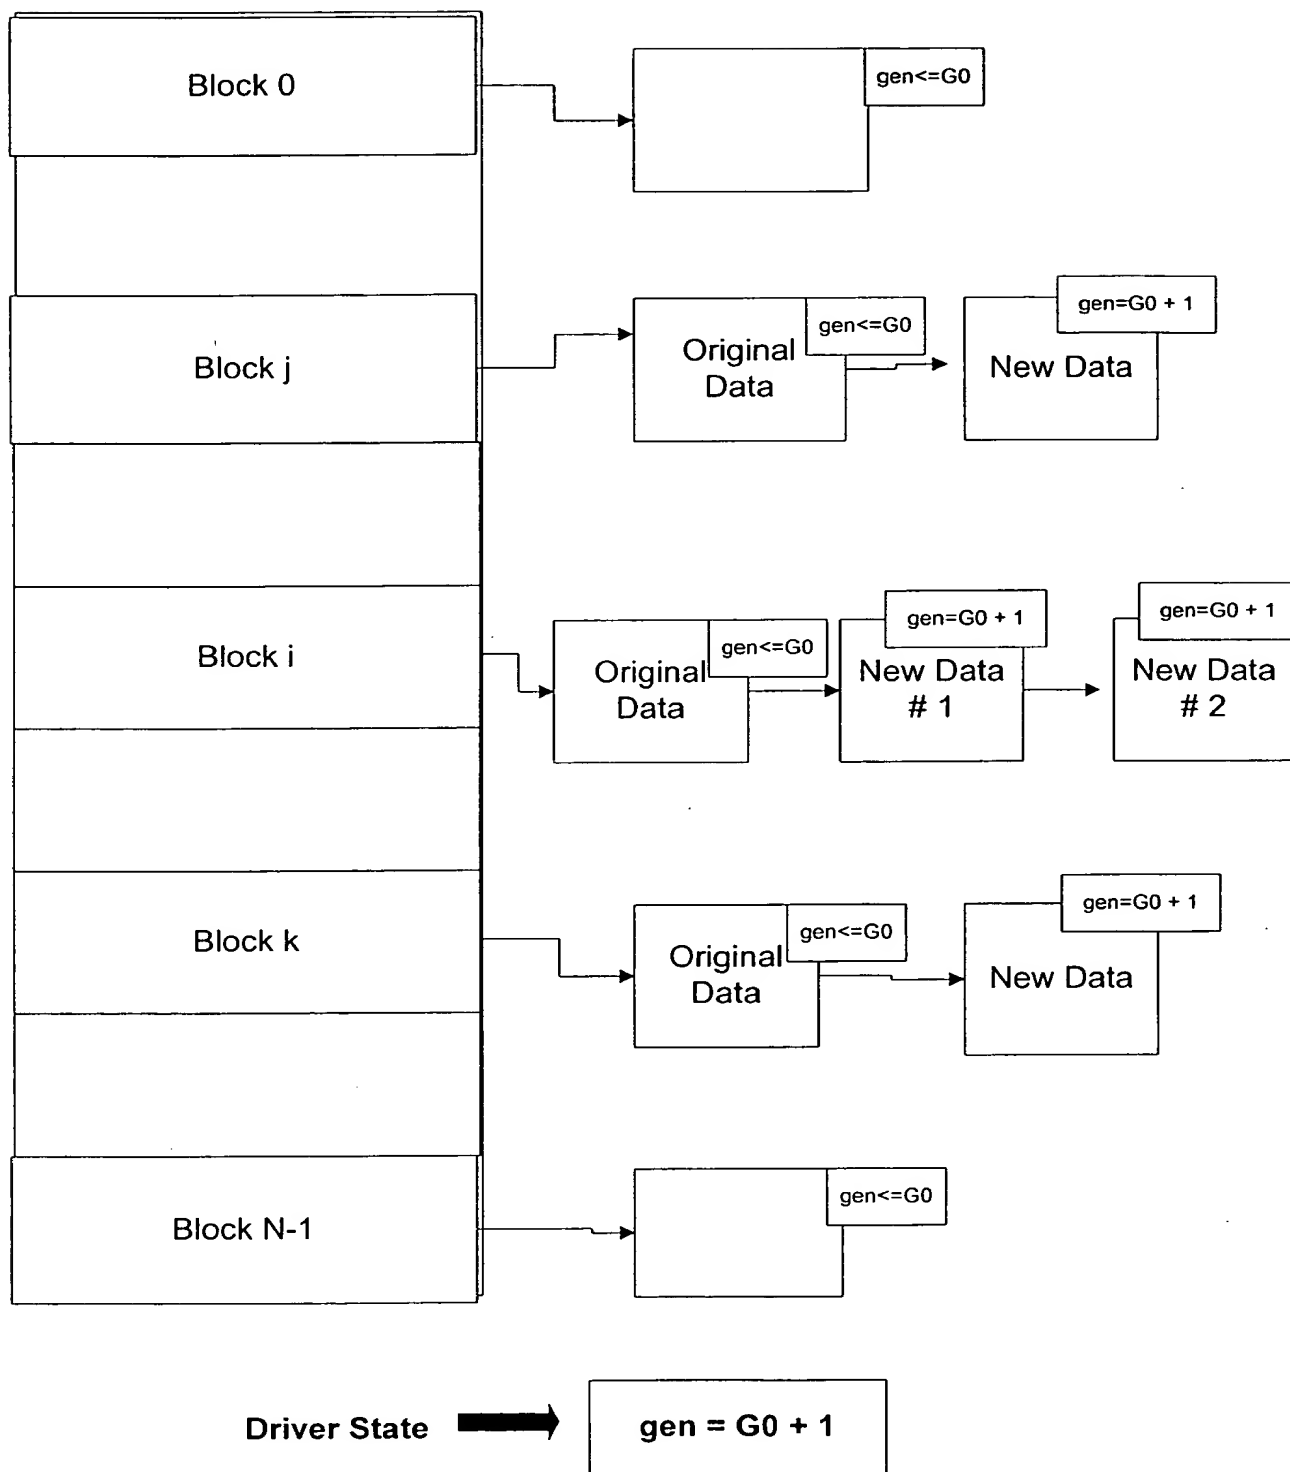 Block 0
gen<=G0
Block j
Original
Data
gen<=G0
New Data
gen=G0 + 1
Block i
Original
Data
gen<=G0
New Data
# 1
gen=G0 + 1
New Data
# 2
gen=G0 + 1
Block k
Original
Data
gen<=G0
New Data
gen=G0 + 1
Block N-1
gen<=G0
Driver State
gen = G0 + 1